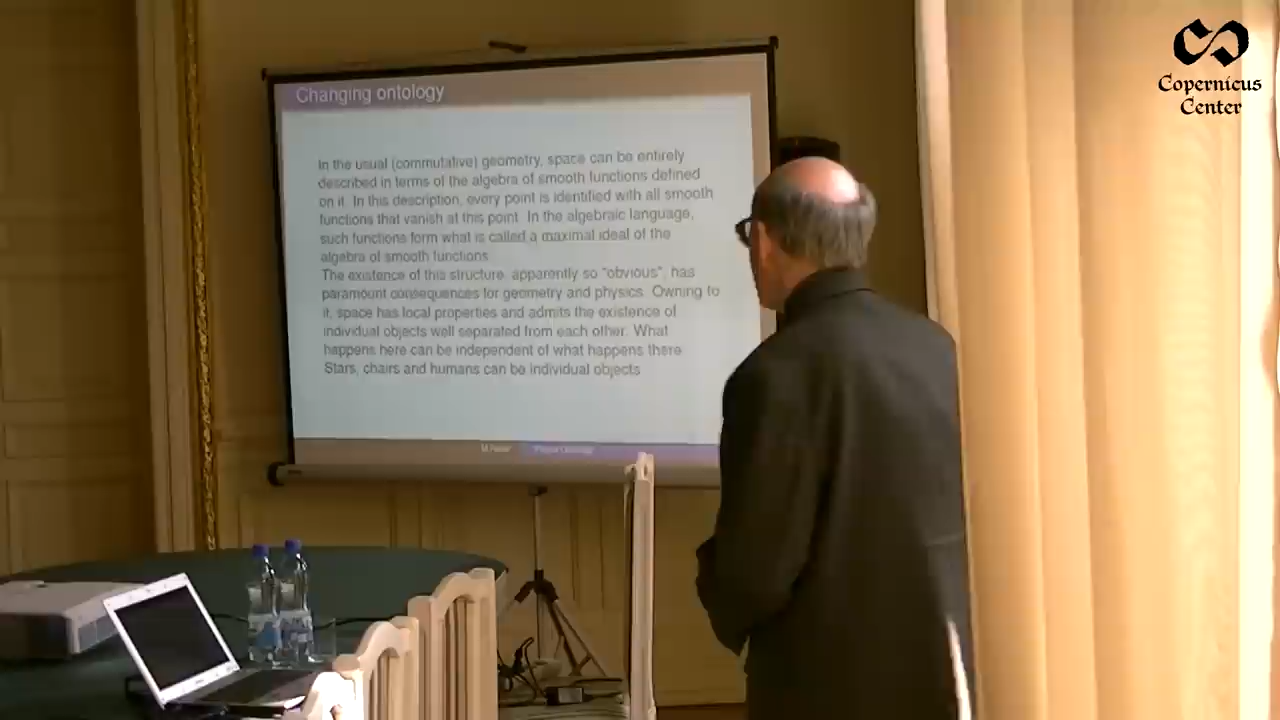 Copernicus
Center
Changing ontology
In the usual (commutative) geometry, space can be entirely
described in terms of the algebra of smooth functions defined
on it. In this description, every point is identified with all smooth
functions that vanish at this point. In the algebraic language,
such functions form what is called a maximal ideal of the
algebra of smooth functions.
The existence of this structure, apparently so "obvious", has
paramount consequences for geometry and physics. Owning to
it, space has local properties and admits the existence of
individual objects well separated from each other. What
happens here can be independent of what happens there.
Stars, chairs and humans can be individual objects